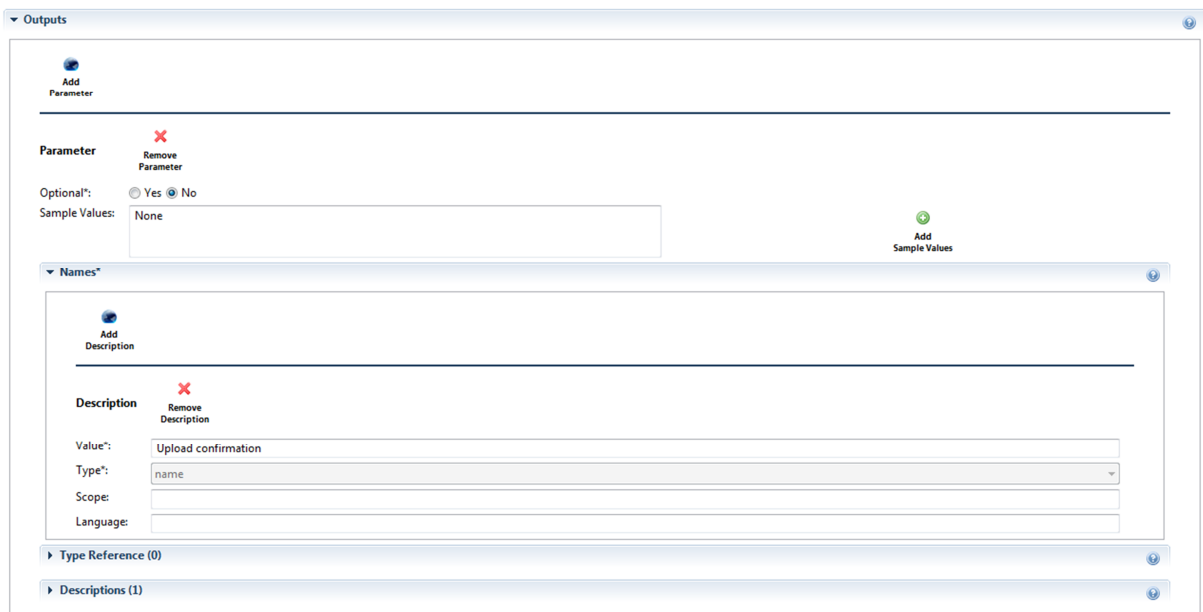 Outputs
Add
Parameter
Parameter
Remove
Parameter
Optional*: Yes No
Sample Values: None
Add
Sample Values
Names*
Add
Description
Description
Remove
Description
Value*: Upload confirmation
Type*: name
Scope:
Language:
Type Reference (0)
Descriptions (1)